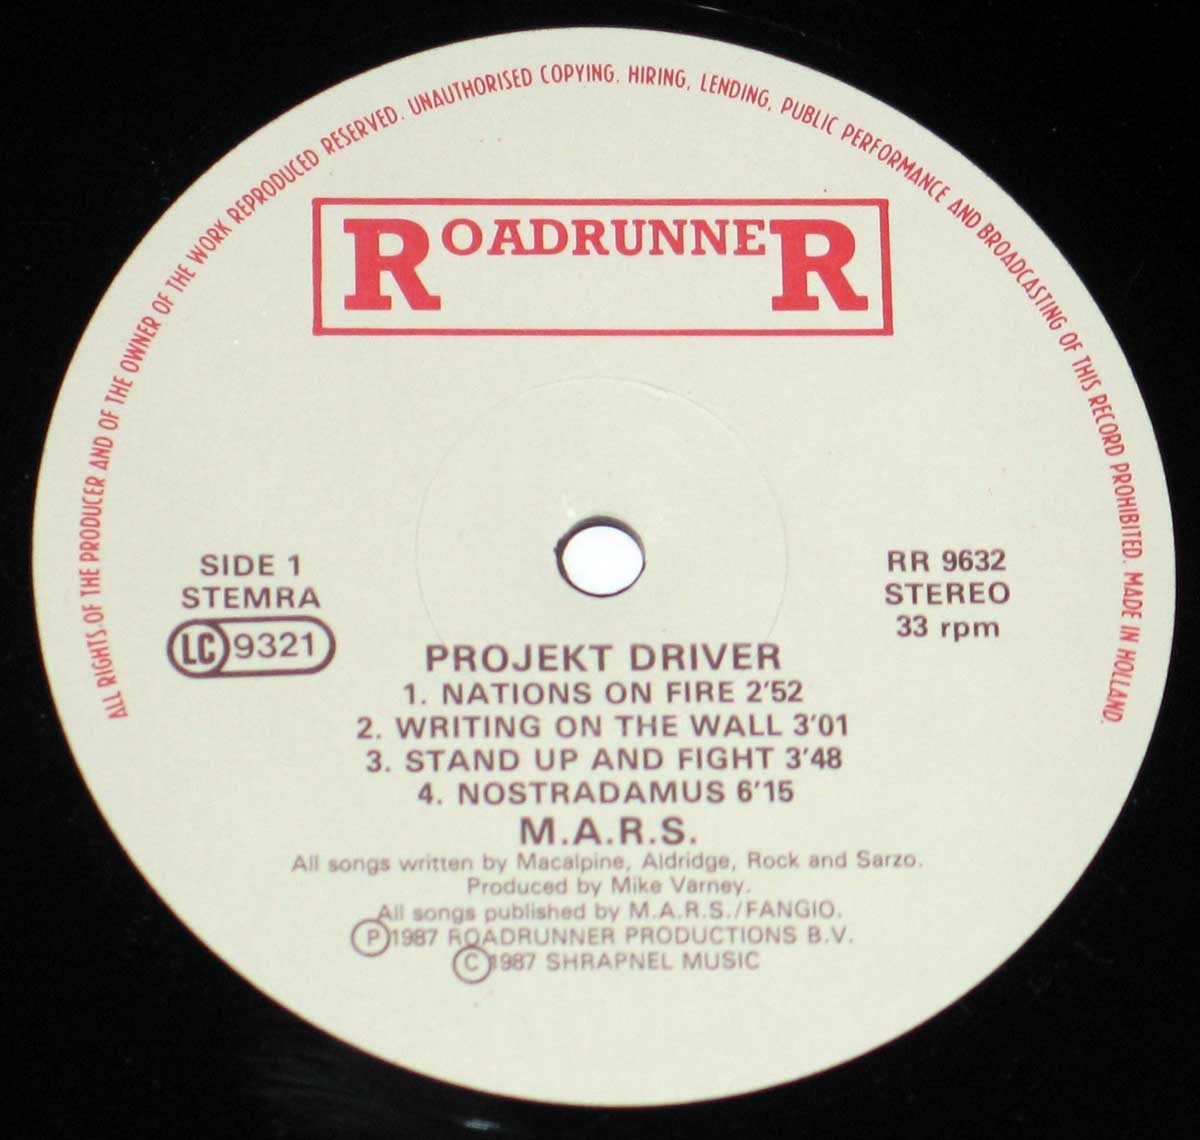 ALL RIGHTS OF THE PRODUCER AND OF THE OWNER OF THE WORK REPRODUCED RESERVED. UNAUTHORISED COPYING, HIRING, LENDING, PUBLIC PERFORMANCE AND BROADCASTING OF THIS RECORD PROHIBITED. MADE IN HOLLAND.
ROADRUNNER
SIDE 1
STEMRA
LC 9321
RR 9632
STEREO
33 rpm
PROJEKT DRIVER
1. NATIONS ON FIRE 2'52
2. WRITING ON THE WALL 3'01
3. STAND UP AND FIGHT 3'48
4. NOSTRADAMUS 6'15
M.A.R.S.
All songs written by Macalpine, Aldridge, Rock and Sarzo.
Produced by Mike Varney.
All songs published by M.A.R.S./FANGIO.
Ⓟ1987 ROADRUNNER PRODUCTIONS B.V.
©1987 SHRAPNEL MUSIC